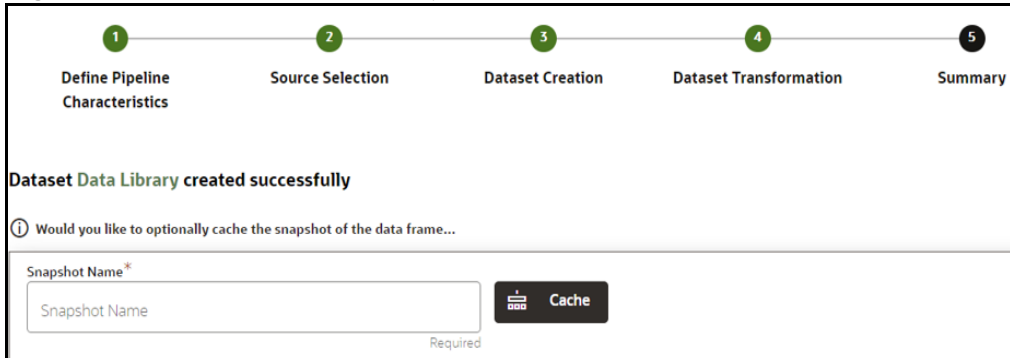 1 2 3 4 5
Define Pipeline Characteristics
Source Selection
Dataset Creation
Dataset Transformation
Summary
Dataset Data Library created successfully
Would you like to optionally cache the snapshot of the data frame...
Snapshot Name*
Snapshot Name
Cache
Required